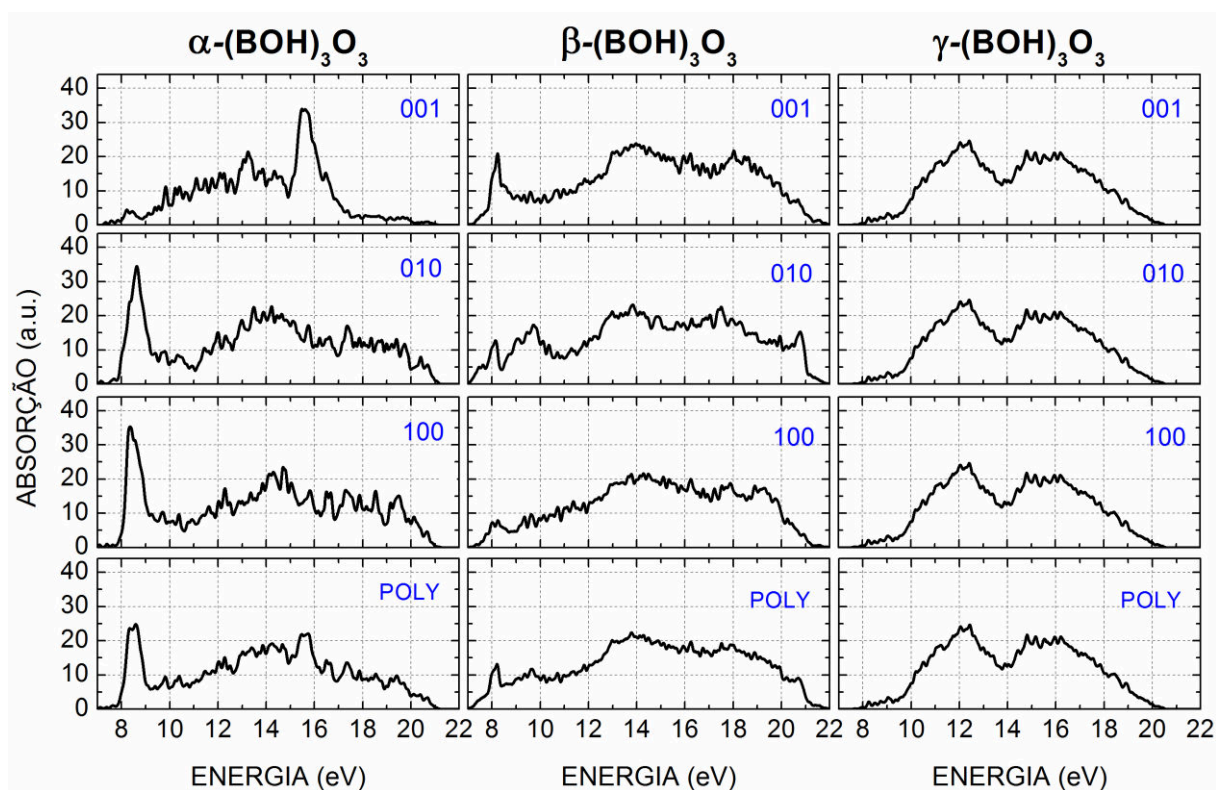 α-(BOH)₃O₃ β-(BOH)₃O₃ γ-(BOH)₃O₃
ABSORÇÃO (a.u.)
40 001 001 001
30
20
10
0
40 010 010 010
30
20
10
0
40 100 100 100
30
20
10
0
40 POLY POLY POLY
30
20
10
0
8 10 12 14 16 18 20 22 8 10 12 14 16 18 20 22 8 10 12 14 16 18 20 22
ENERGIA (eV) ENERGIA (eV) ENERGIA (eV)